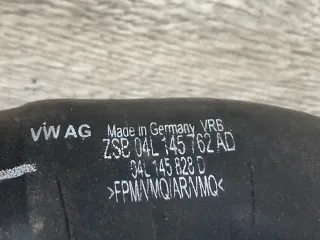 VW AG Made in Germany VRB
ZSB 04L 145 762 AD
04L 145 828 D
>FPM/VMQ/AR/VMQ<